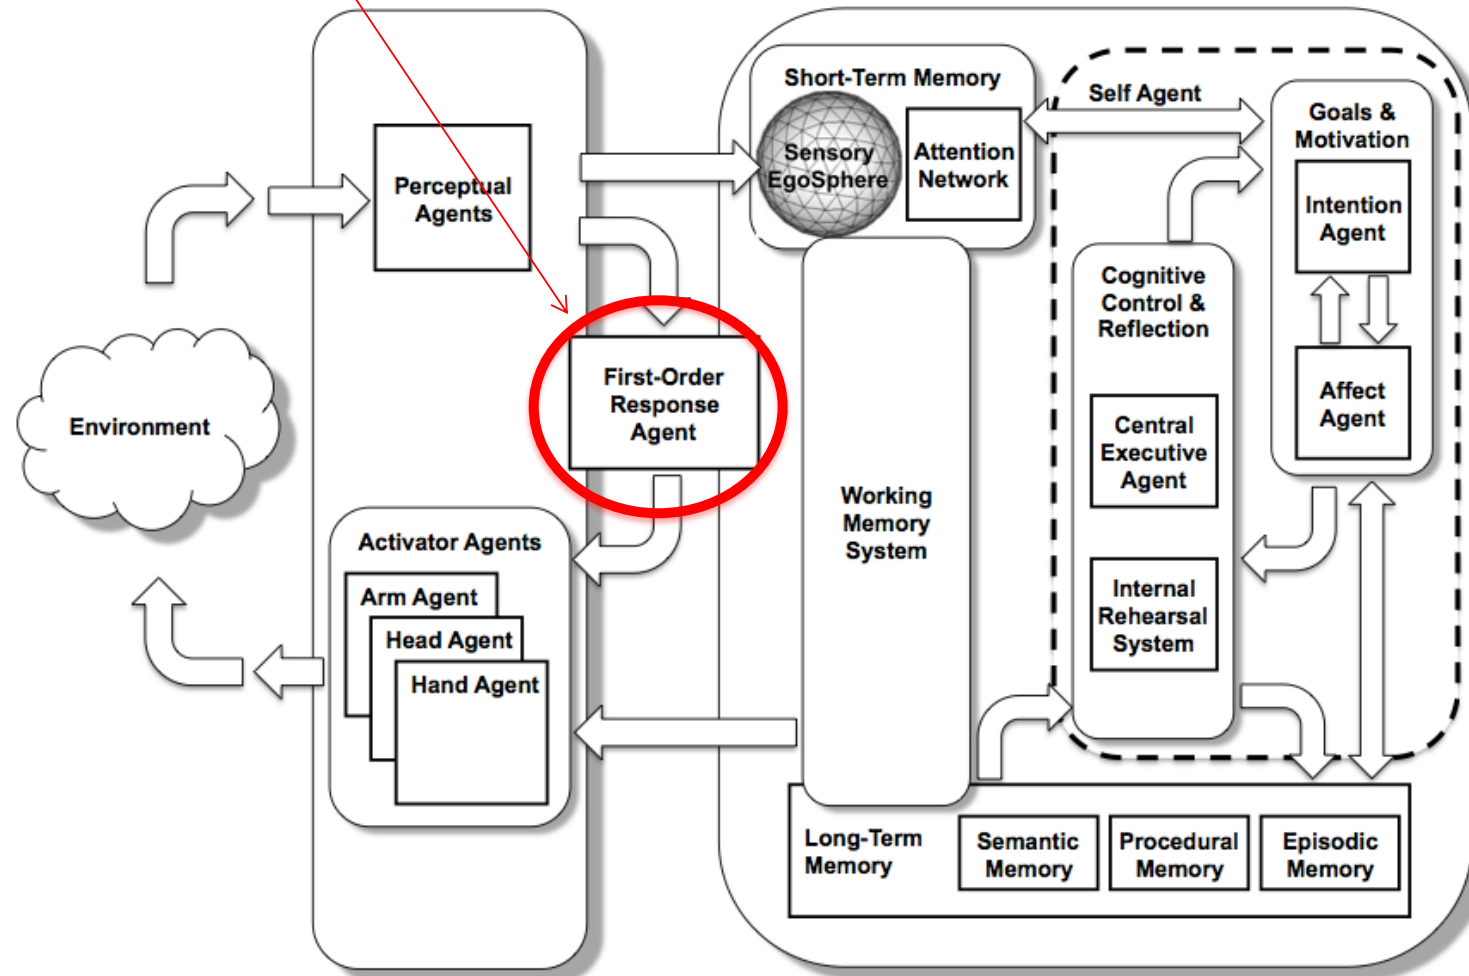 Short-Term Memory
Sensory
EgoSphere
Attention
Network
Self Agent
Goals &
Motivation
Intention
Agent
Affect
Agent
Perceptual
Agents
Cognitive
Control &
Reflection
Central
Executive
Agent
Internal
Rehearsal
System
First-Order
Response
Agent
Environment
Working
Memory
System
Activator Agents
Arm Agent
Head Agent
Hand Agent
Long-Term
Memory
Semantic
Memory
Procedural
Memory
Episodic
Memory